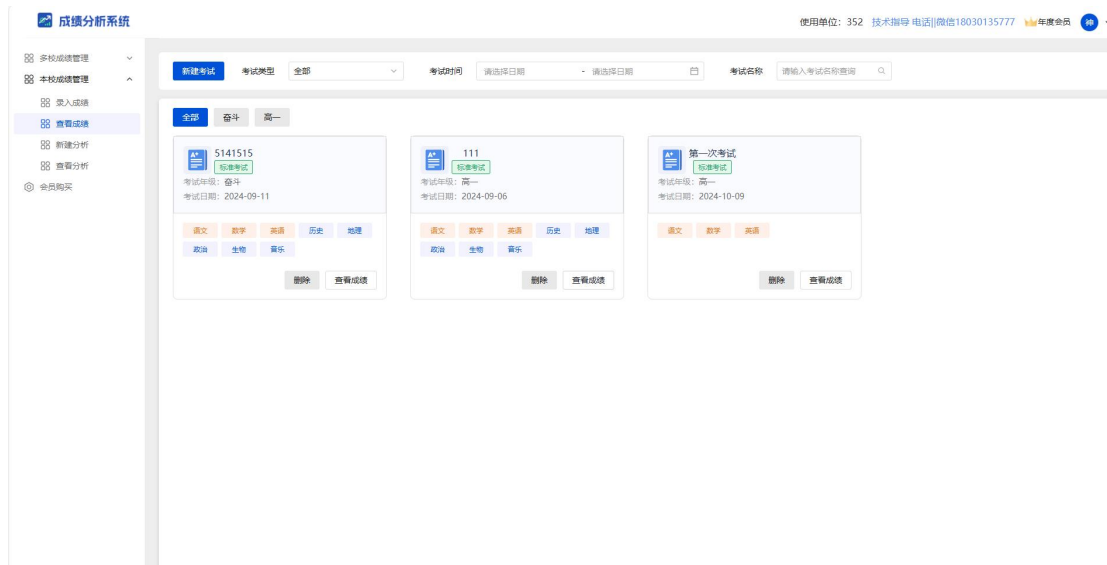 成绩分析系统
使用单位：352 技术指导 电话||微信18030135777 年度会员 神
多校成绩管理
本校成绩管理
录入成绩
查看成绩
新建分析
查看分析
会员购买
新建考试 考试类型 全部 考试时间 请选择日期 - 请选择日期 考试名称 请输入考试名称查询
全部 奋斗 高一
5141515
标准考试
考试年级：奋斗
考试日期：2024-09-11
语文 数学 英语 历史 地理
政治 生物 音乐
删除 查看成绩
111
标准考试
考试年级：高一
考试日期：2024-09-06
语文 数学 英语 历史 地理
政治 生物 音乐
删除 查看成绩
第一次考试
标准考试
考试年级：高一
考试日期：2024-10-09
语文 数学 英语
删除 查看成绩